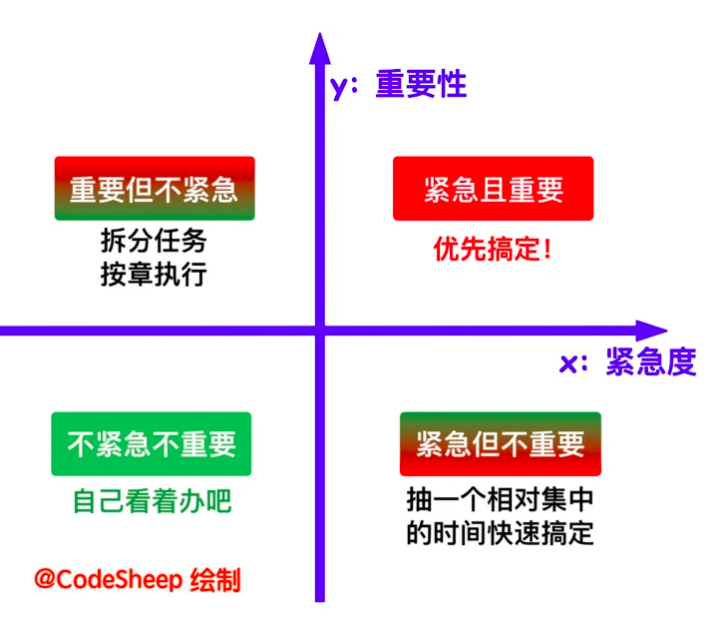 y: 重要性
重要但不紧急
拆分任务
按章执行
紧急且重要
优先搞定!
x: 紧急度
不紧急不重要
自己看着办吧
紧急但不重要
抽一个相对集中
的时间快速搞定
@CodeSheep 绘制